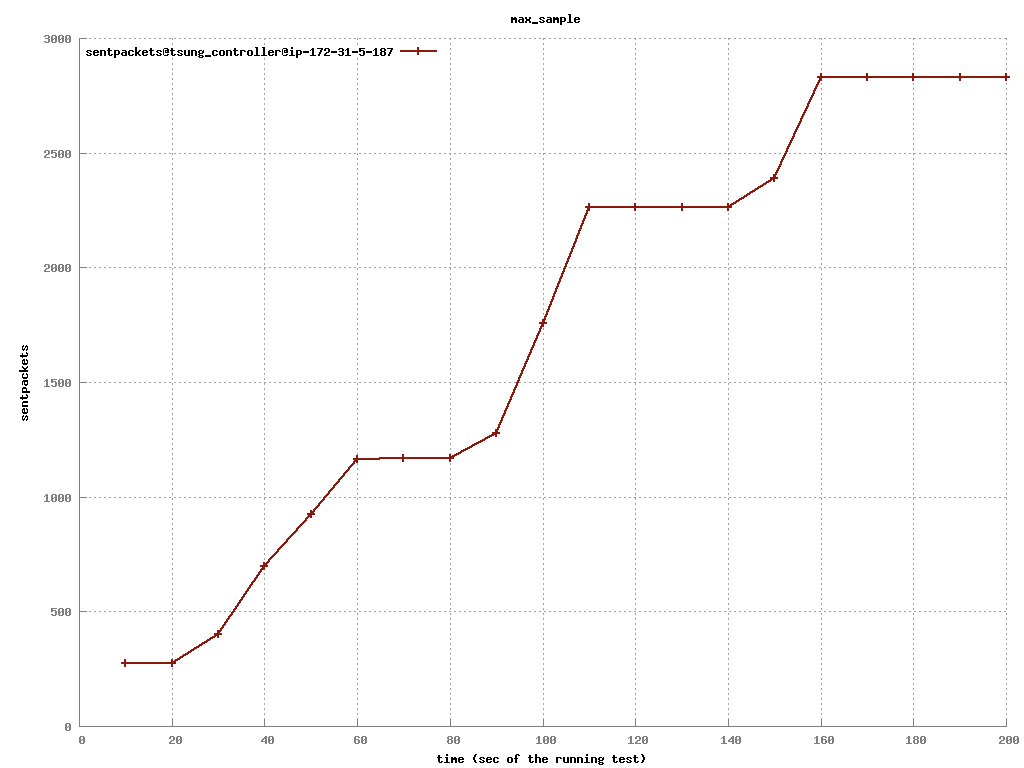 max_sample
sentpackets@tsung_controller@ip-172-31-5-187
3000
2500
2000
1500
1000
500
0
sentpackets
0 20 40 60 80 100 120 140 160 180 200
time (sec of the running test)